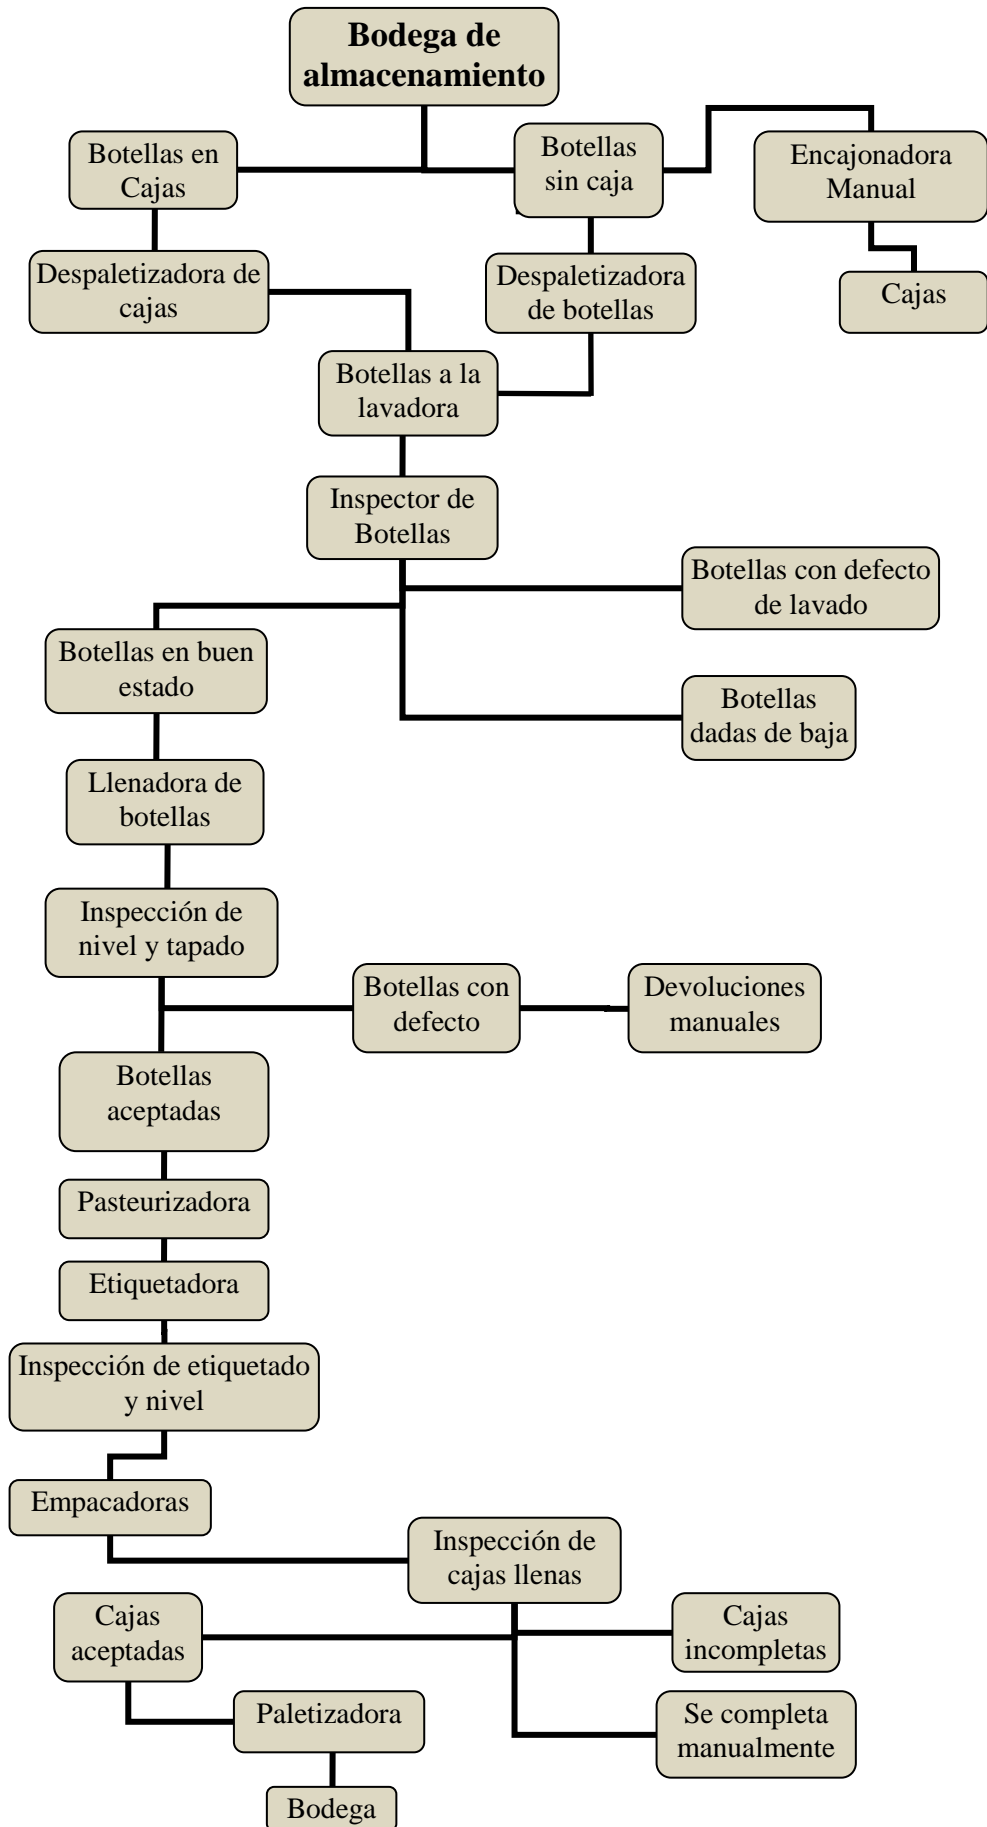 Bodega de
almacenamiento
Botellas en
Cajas
Botellas
sin caja
Encajonadora
Manual
Despaletizadora de
cajas
Despaletizadora
de botellas
Cajas
Botellas a la
lavadora
Inspector de
Botellas
Botellas con defecto
de lavado
Botellas en buen
estado
Botellas
dadas de baja
Llenadora de
botellas
Inspección de
nivel y tapado
Botellas con
defecto
Devoluciones
manuales
Botellas
aceptadas
Pasteurizadora
Etiquetadora
Inspección de etiquetado
y nivel
Empacadoras
Inspección de
cajas llenas
Cajas
aceptadas
Cajas
incompletas
Paletizadora
Se completa
manualmente
Bodega